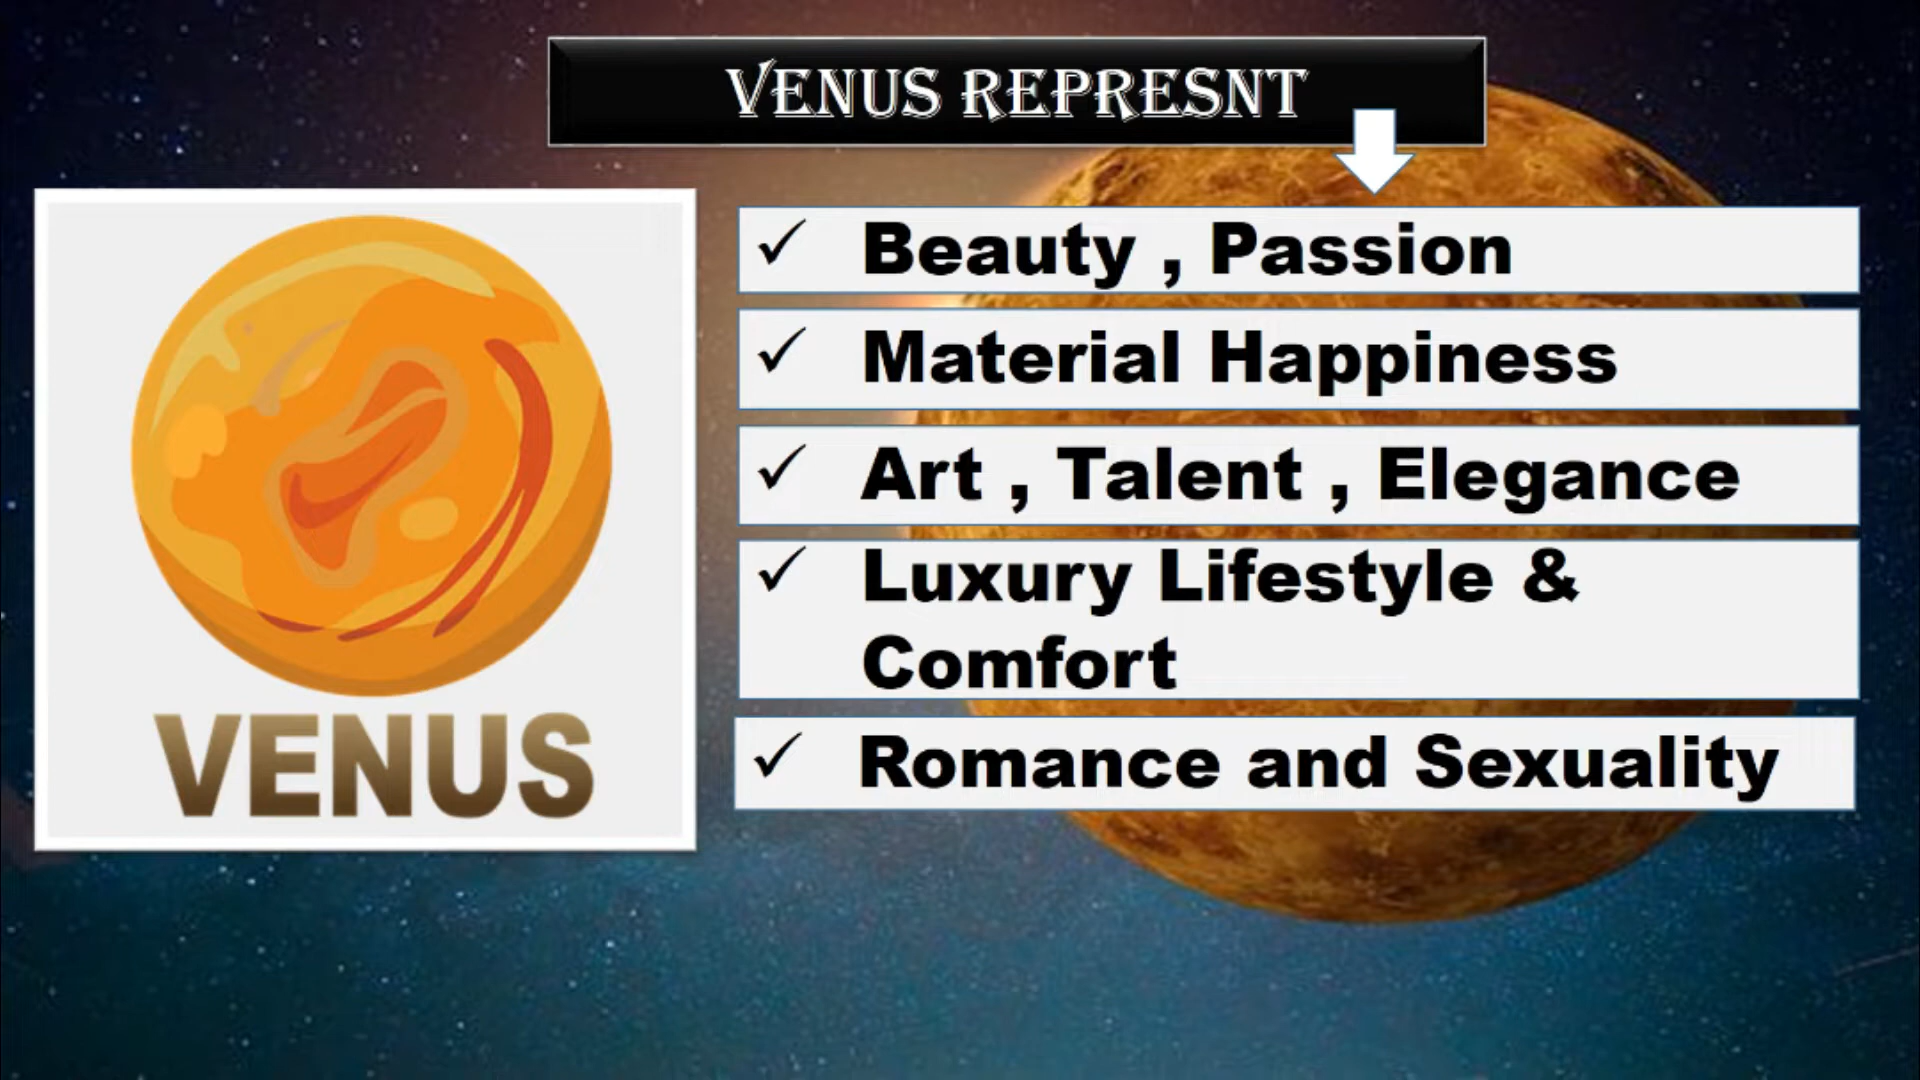 VENUS REPRESNT
VENUS
✓ Beauty , Passion
✓ Material Happiness
✓ Art , Talent , Elegance
✓ Luxury Lifestyle &
Comfort
✓ Romance and Sexuality